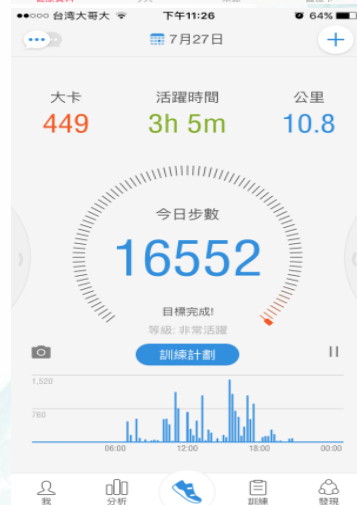 台湾大哥大 下午11:26 64%
7月27日
大卡 活躍時間 公里
449 3h 5m 10.8
今日步數
16552
目標完成!
等級: 非常活躍
訓練計劃
1,520
760
06:00 12:00 18:00 00:00
我 分析 訓練 發現